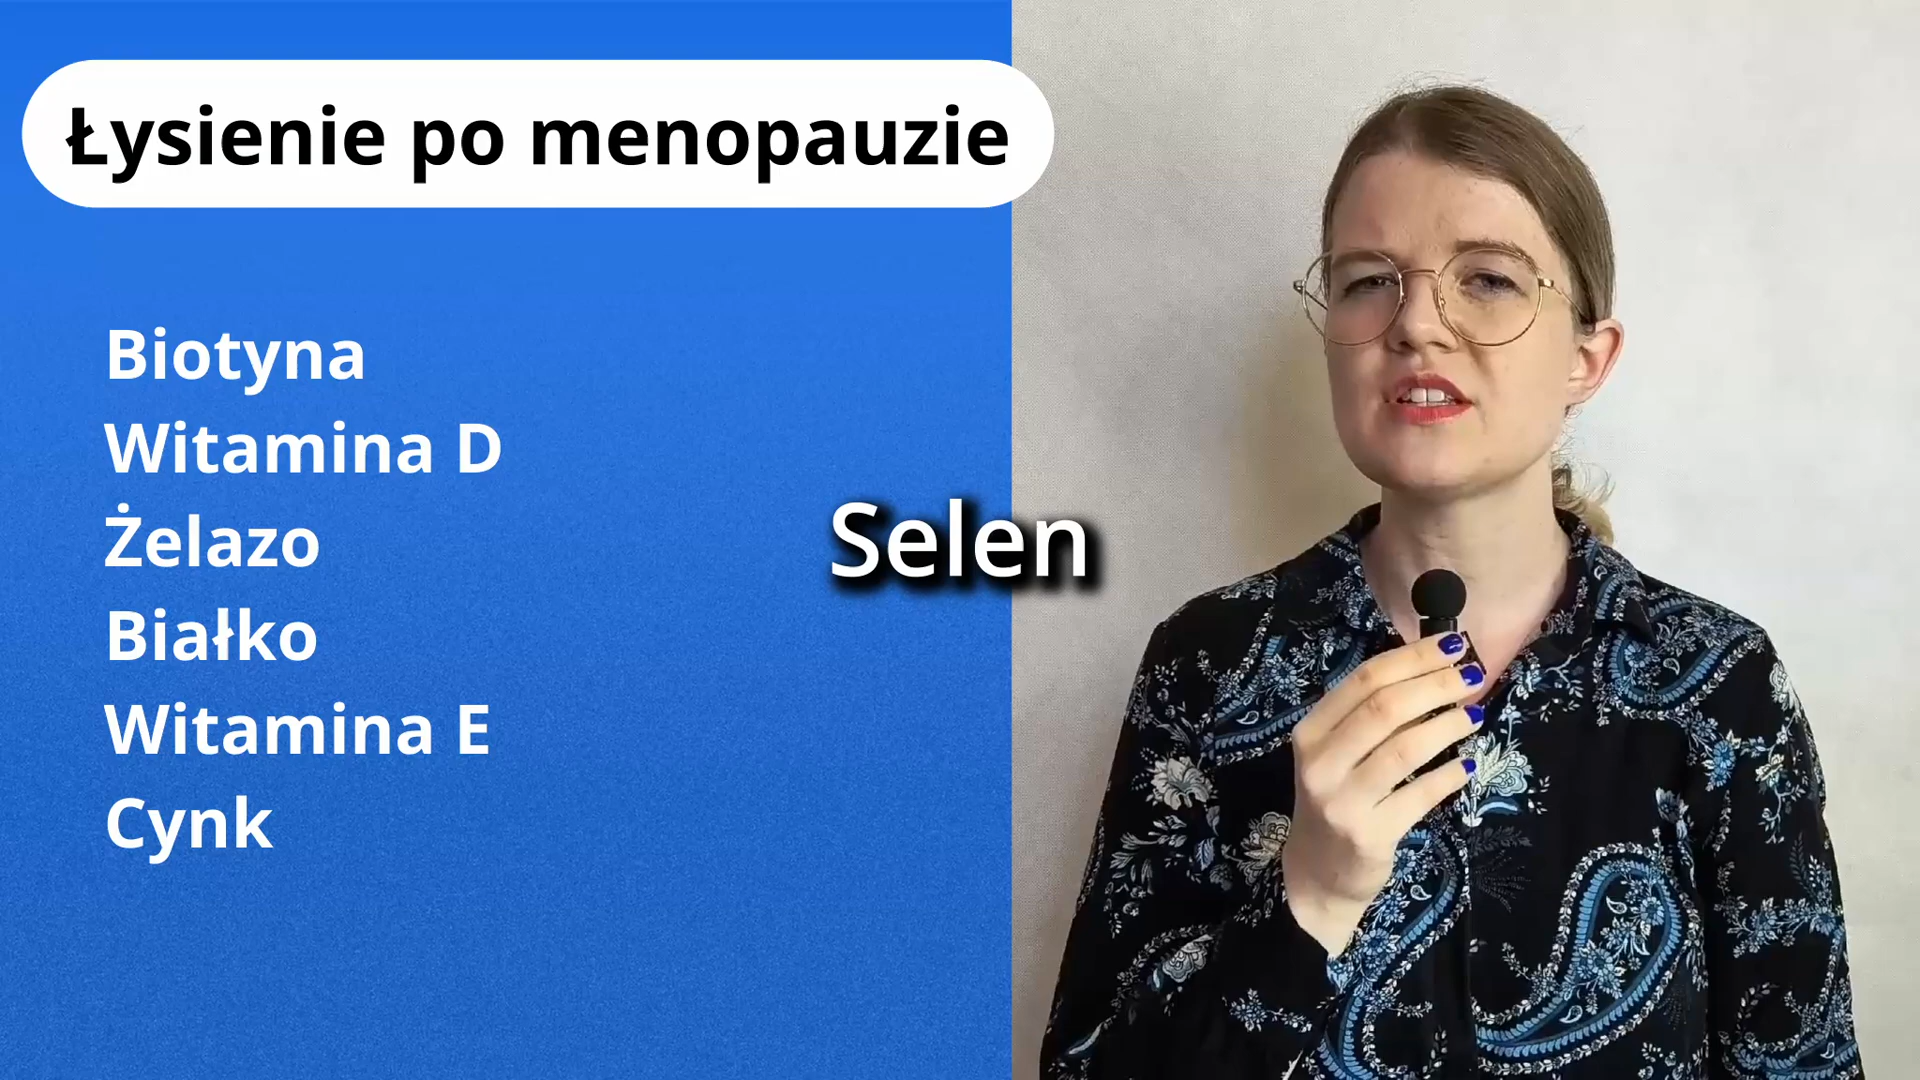 Łysienie po menopauzie
Biotyna
Witamina D
Żelazo
Białko
Witamina E
Cynk
Selen